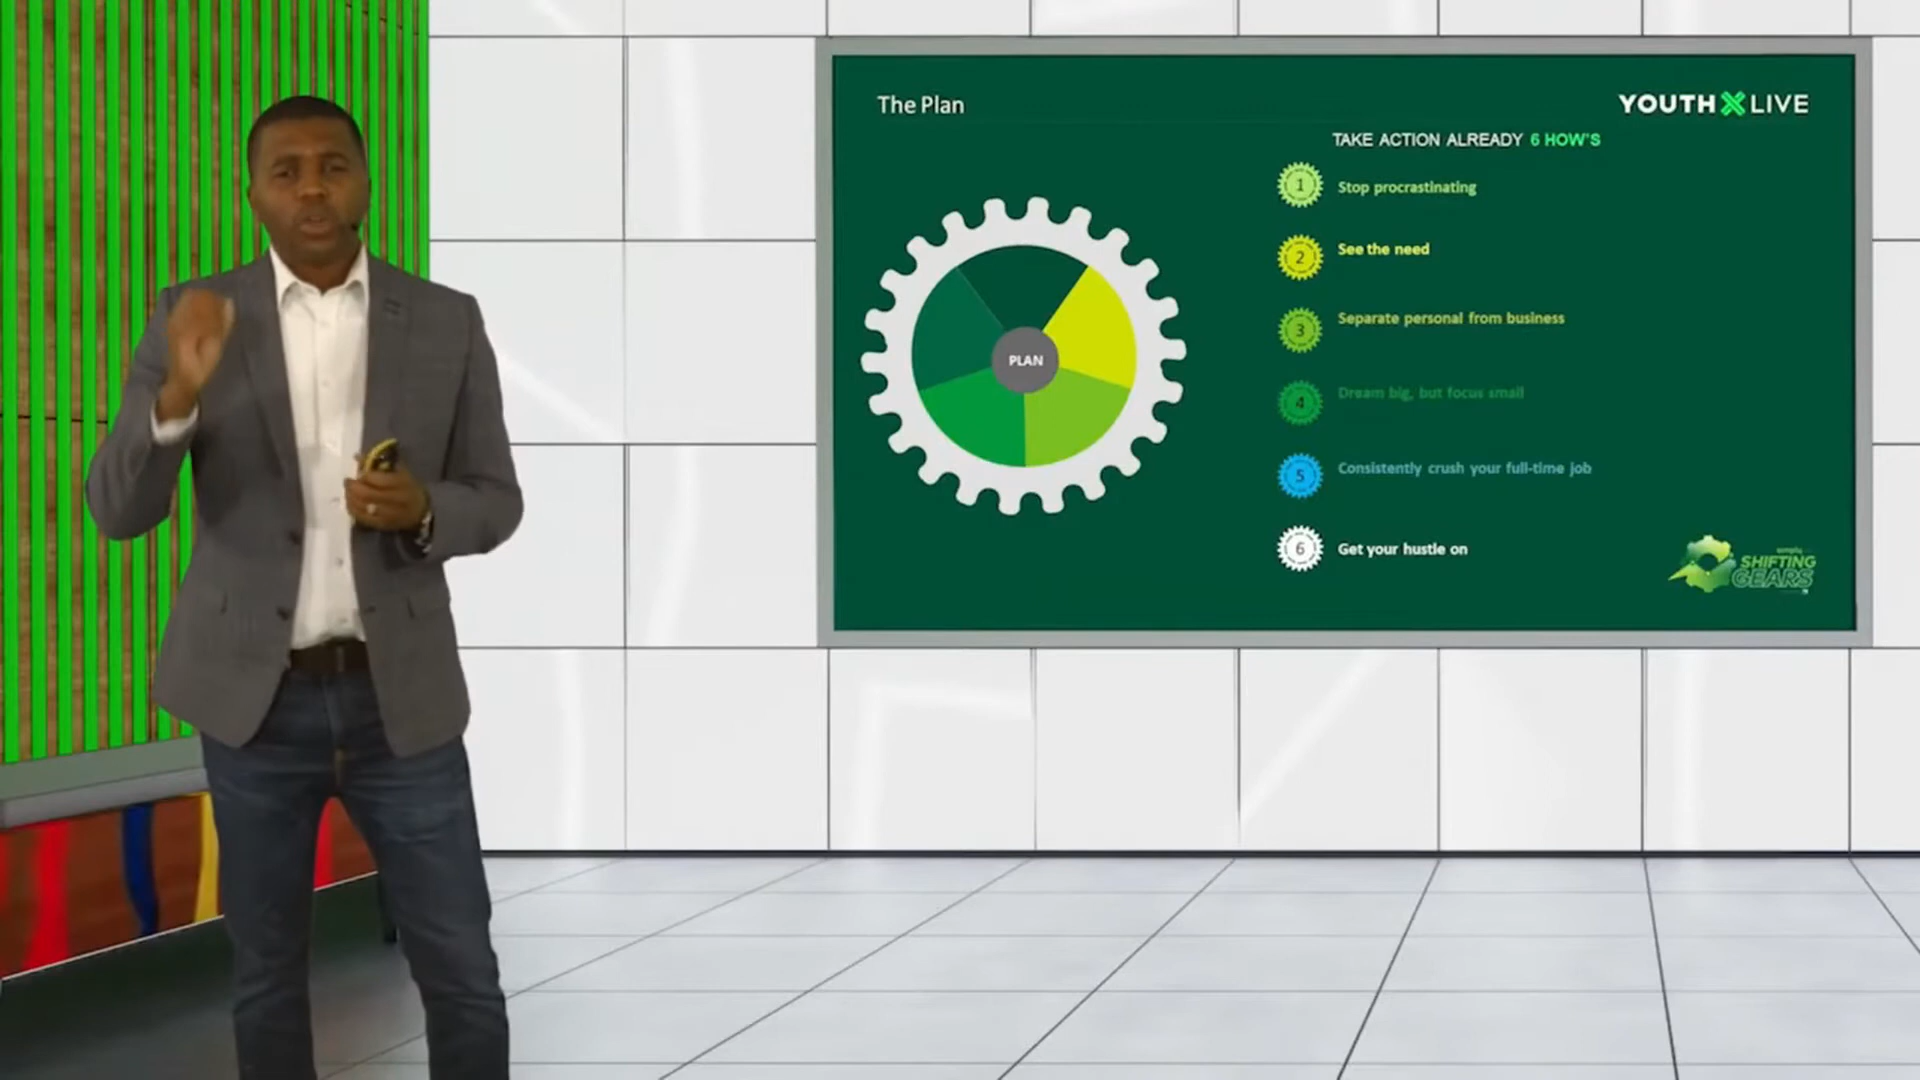 The Plan
YOUTH X LIVE
TAKE ACTION ALREADY 6 HOW'S
1 Stop procrastinating
2 See the need
3 Separate personal from business
PLAN
4 Dream big, but focus small
5 Consistently crush your full-time job
6 Get your hustle on
simply
SHIFTING
GEARS